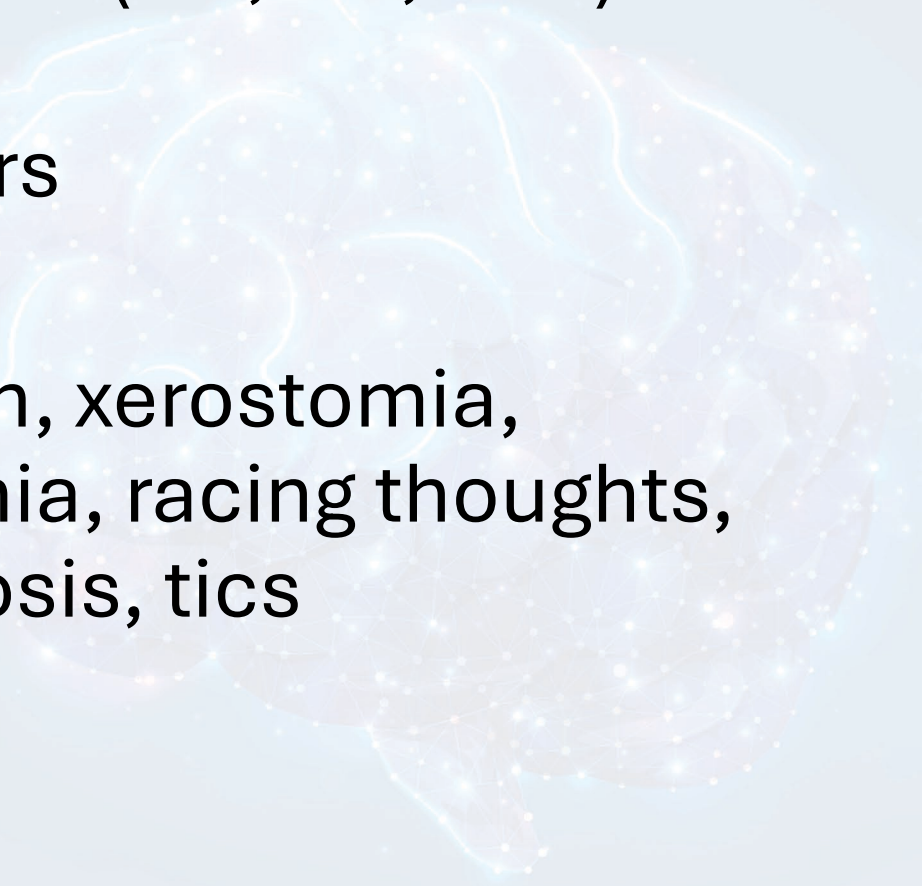 rs
n, xerostomia,
nia, racing thoughts,
osis, tics